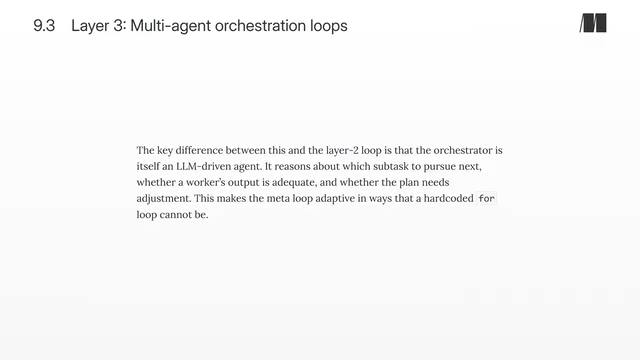 9.3 Layer 3: Multi-agent orchestration loops
The key difference between this and the layer-2 loop is that the orchestrator is
itself an LLM-driven agent. It reasons about which subtask to pursue next,
whether a worker's output is adequate, and whether the plan needs
adjustment. This makes the meta loop adaptive in ways that a hardcoded for
loop cannot be.